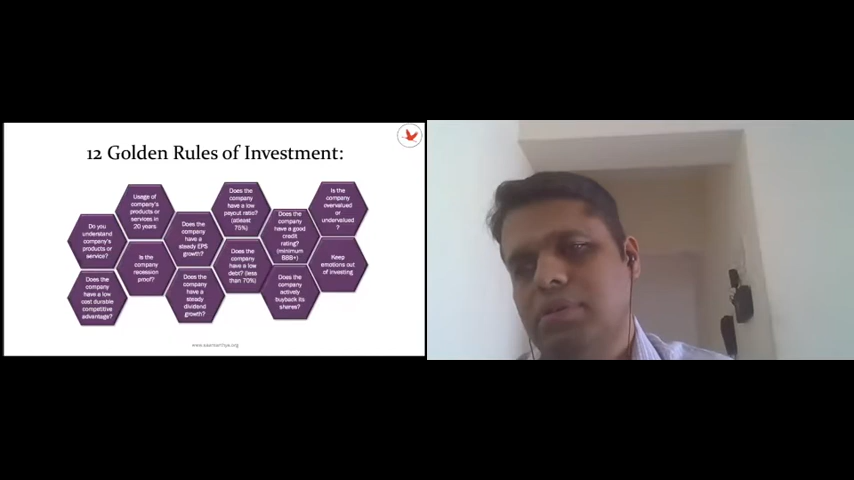 12 Golden Rules of Investment:
Do you
understand
company's
products or
service?
Does the
company
have a low
cost durable
competitive
advantage?
Usage of
company's
products or
services in
20 years
Is the
company
recession
proof?
Does the
company
have a
steady EPS
growth?
Does the
company
have a
steady
dividend
growth?
Does the
company
have a low
payout ratio?
(atleast
75%)
Does the
company
have a low
debt? (less
than 70%)
Does the
company
have a good
credit
rating?
(minimum
BBB+)
Does the
company
actively
buyback its
shares?
Is the
company
overvalued
or
undervalued
?
Keep
emotions out
of investing
www.saamarthya.org